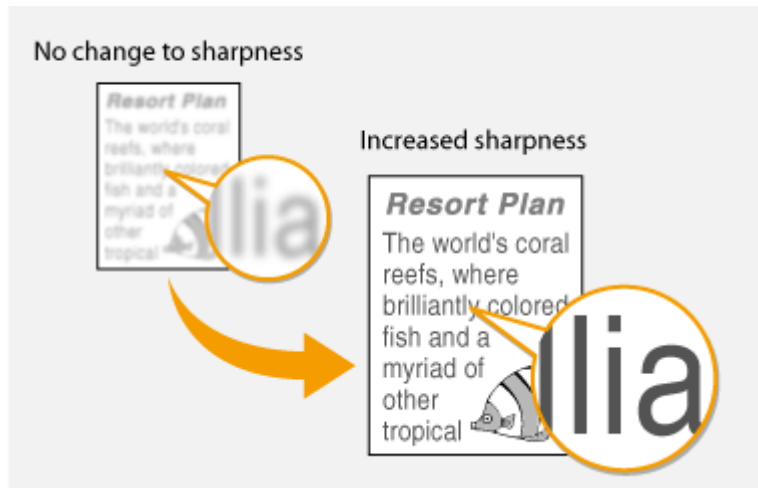 No change to sharpness
Resort Plan
The world's coral
reefs, where
brilliantly colored
fish and a
myriad of
other
tropical
llia
Increased sharpness
Resort Plan
The world's coral
reefs, where
brilliantly colored
fish and a
myriad of
other
tropical
llia